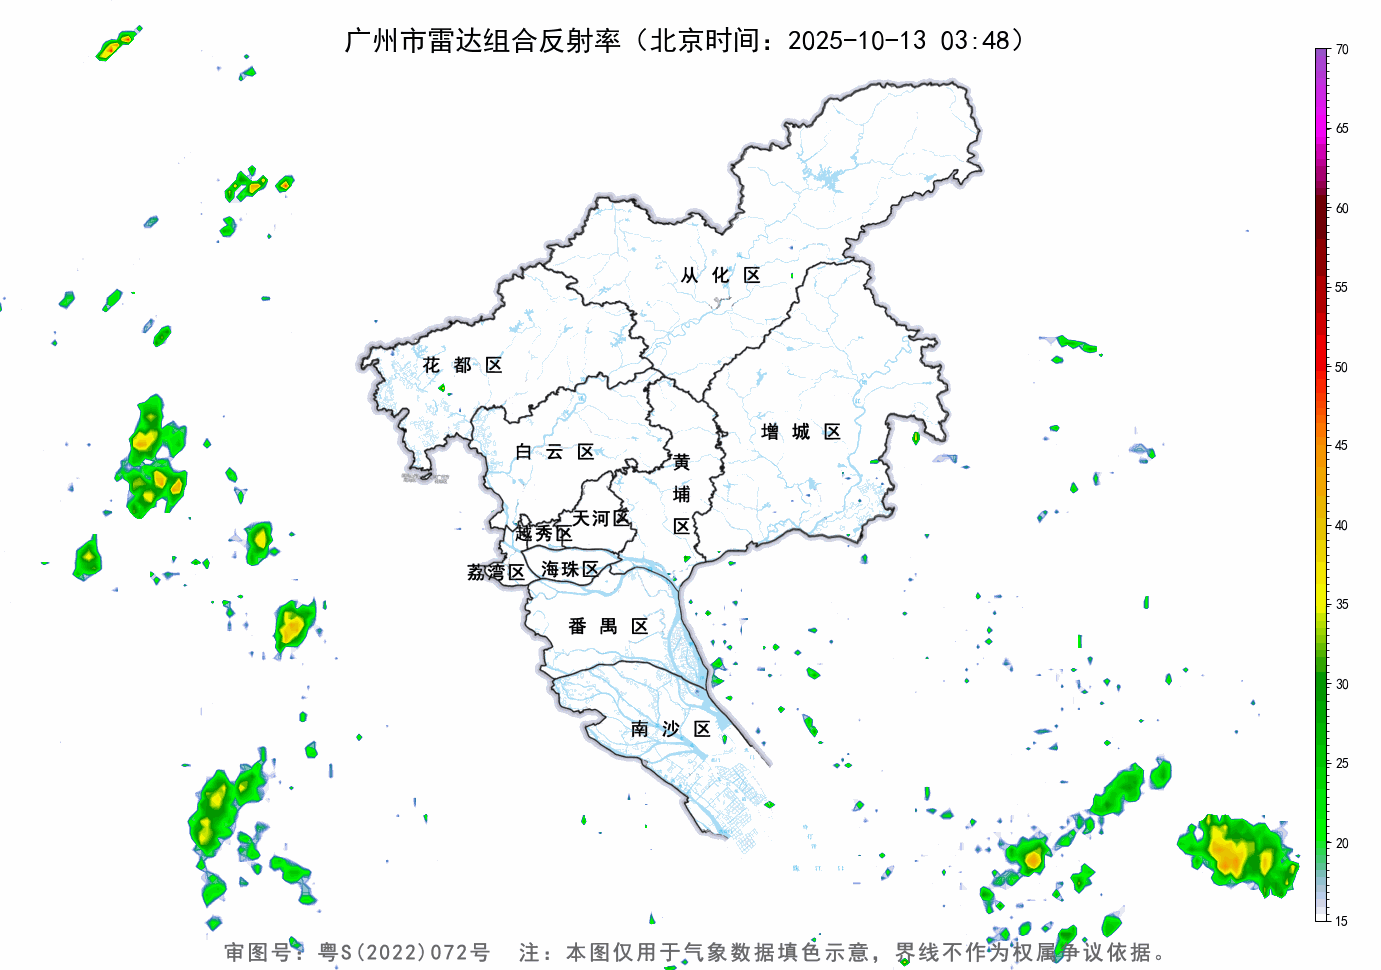 广州市雷达组合反射率（北京时间：2025-10-13 03:48）
70
65
60
55
50
45
40
35
30
25
20
15
从化区
花都区
增城区
白云区
黄埔区
天河区
越秀区
荔湾区
海珠区
番禺区
南沙区
审图号：粤S(2022)072号 注：本图仅用于气象数据填色示意，界线不作为权属争议依据。